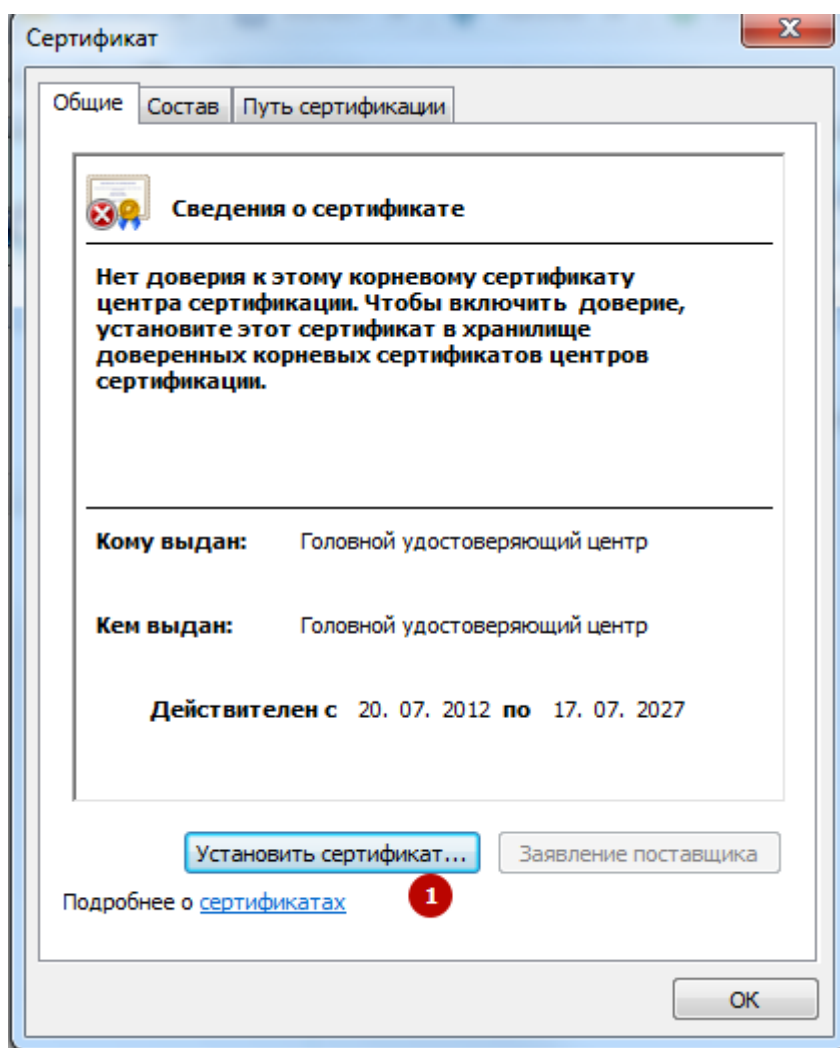 Сертификат
Общие Состав Путь сертификации
Сведения о сертификате
Нет доверия к этому корневому сертификату
центра сертификации. Чтобы включить доверие,
установите этот сертификат в хранилище
доверенных корневых сертификатов центров
сертификации.
Кому выдан: Головной удостоверяющий центр
Кем выдан: Головной удостоверяющий центр
Действителен с 20. 07. 2012 по 17. 07. 2027
Установить сертификат... Заявление поставщика
Подробнее о сертификатах 1
OK